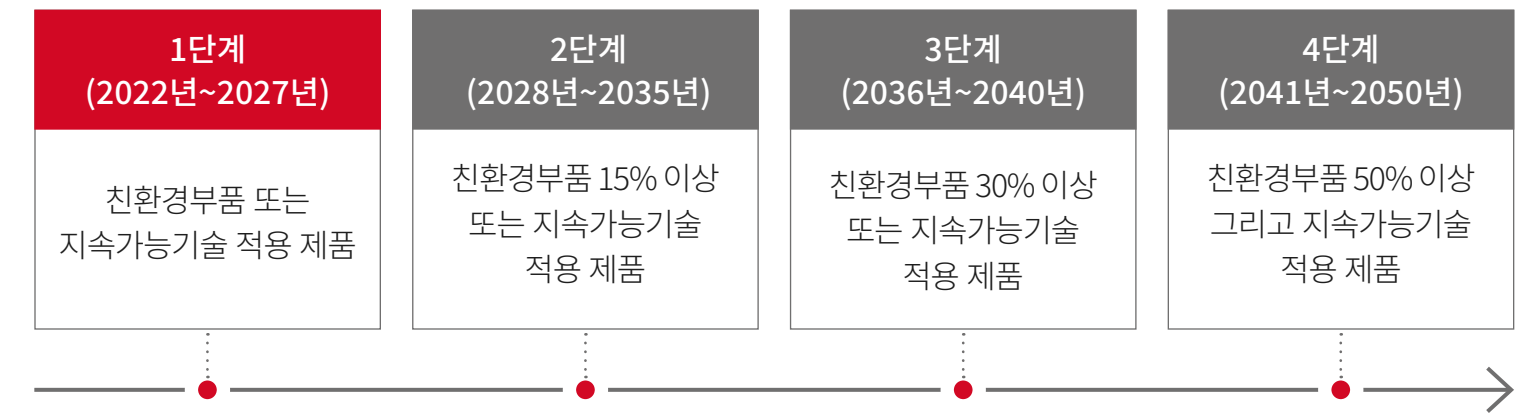 1단계
(2022년~2027년)
친환경부품 또는
지속가능기술 적용 제품
2단계
(2028년~2035년)
친환경부품 15% 이상
또는 지속가능기술
적용 제품
3단계
(2036년~2040년)
친환경부품 30% 이상
또는 지속가능기술
적용 제품
4단계
(2041년~2050년)
친환경부품 50% 이상
그리고 지속가능기술
적용 제품